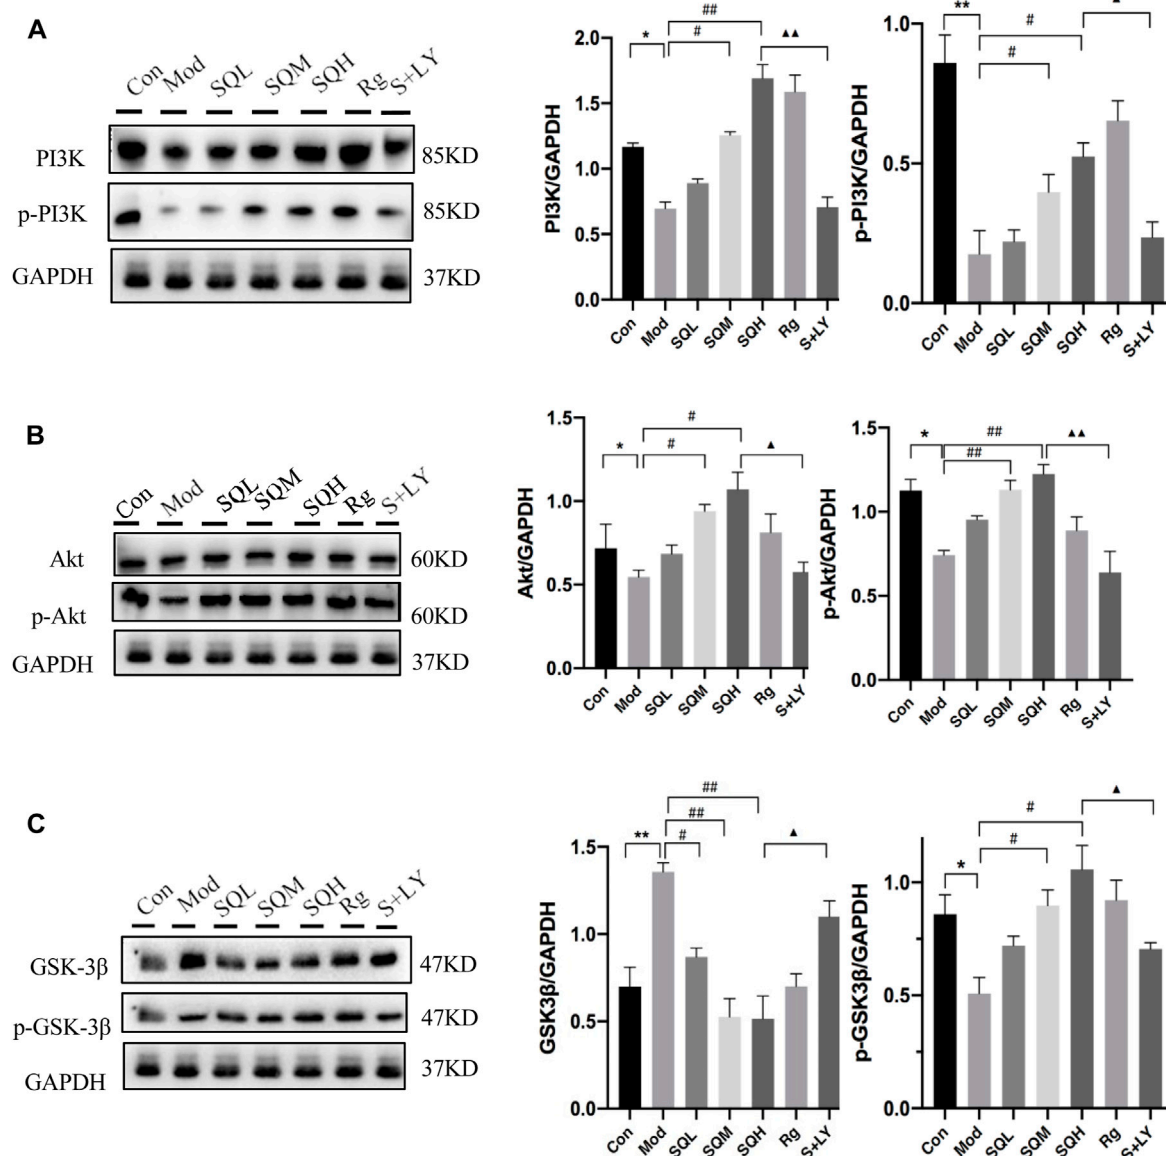 A
Con Mod SQL SQM SQH Rg S+LY
PI3K 85KD
p-PI3K 85KD
GAPDH 37KD
PI3K/GAPDH
2.0
1.5
1.0
0.5
0.0
* # ## ▲▲
Con Mod SQL SQM SQH Rg S+LY
p-PI3K/GAPDH
1.0
0.5
0.0
** # # ▲
Con Mod SQL SQM SQH Rg S+LY
B
Con Mod SQL SQM SQH Rg S+LY
Akt 60KD
p-Akt 60KD
GAPDH 37KD
Akt/GAPDH
1.5
1.0
0.5
0.0
* # # ▲
Con Mod SQL SQM SQH Rg S+LY
p-Akt/GAPDH
1.5
1.0
0.5
0.0
* ## ## ▲▲
Con Mod SQL SQM SQH Rg S+LY
C
Con Mod SQL SQM SQH Rg S+LY
GSK-3β 47KD
p-GSK-3β 47KD
GAPDH 37KD
GSK3β/GAPDH
1.5
1.0
0.5
0.0
** # ## ## ▲
Con Mod SQL SQM SQH Rg S+LY
p-GSK3β/GAPDH
1.0
0.5
0.0
* # # ▲
Con Mod SQL SQM SQH Rg S+LY